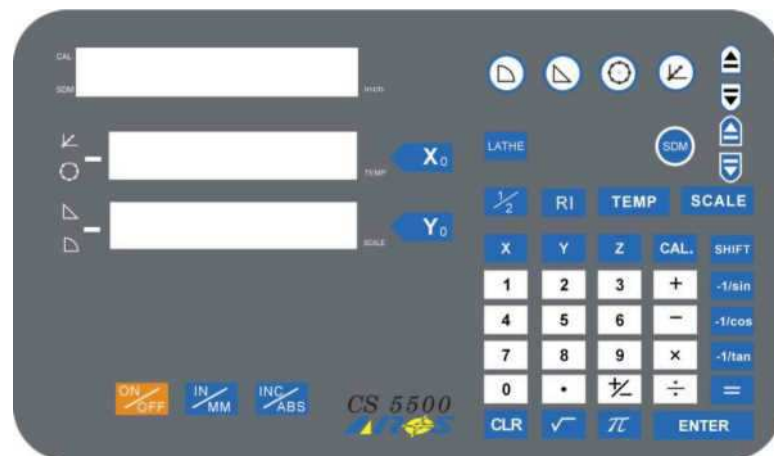 CAL
SDM
inch
TEMP
SCALE
X0
Y0
LATHE
SDM
1/2
RI
TEMP
SCALE
X Y Z CAL. SHIFT
1 2 3 + -1/sin
4 5 6 − -1/cos
7 8 9 × -1/tan
0 . +/− ÷ =
CLR √ π ENTER
ON/OFF IN/MM INC/ABS
CS 5500